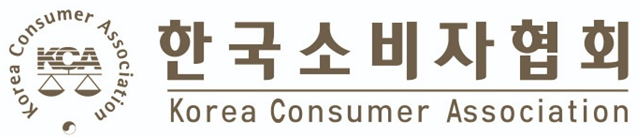 Korea Consumer Association
KCA
한국소비자협회
Korea Consumer Association